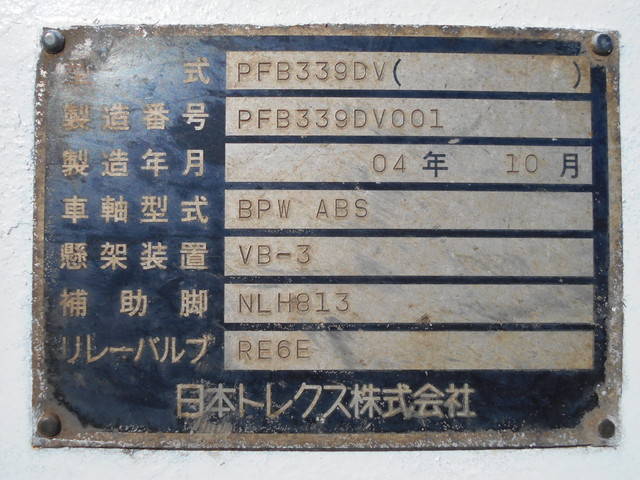 式 PFB339DV( )
製造番号 PFB339DV001
製造年月 04年 10月
車軸型式 BPW ABS
懸架装置 VB-3
補助脚 NLH813
リレーバルブ RE6E
日本トレクス株式会社